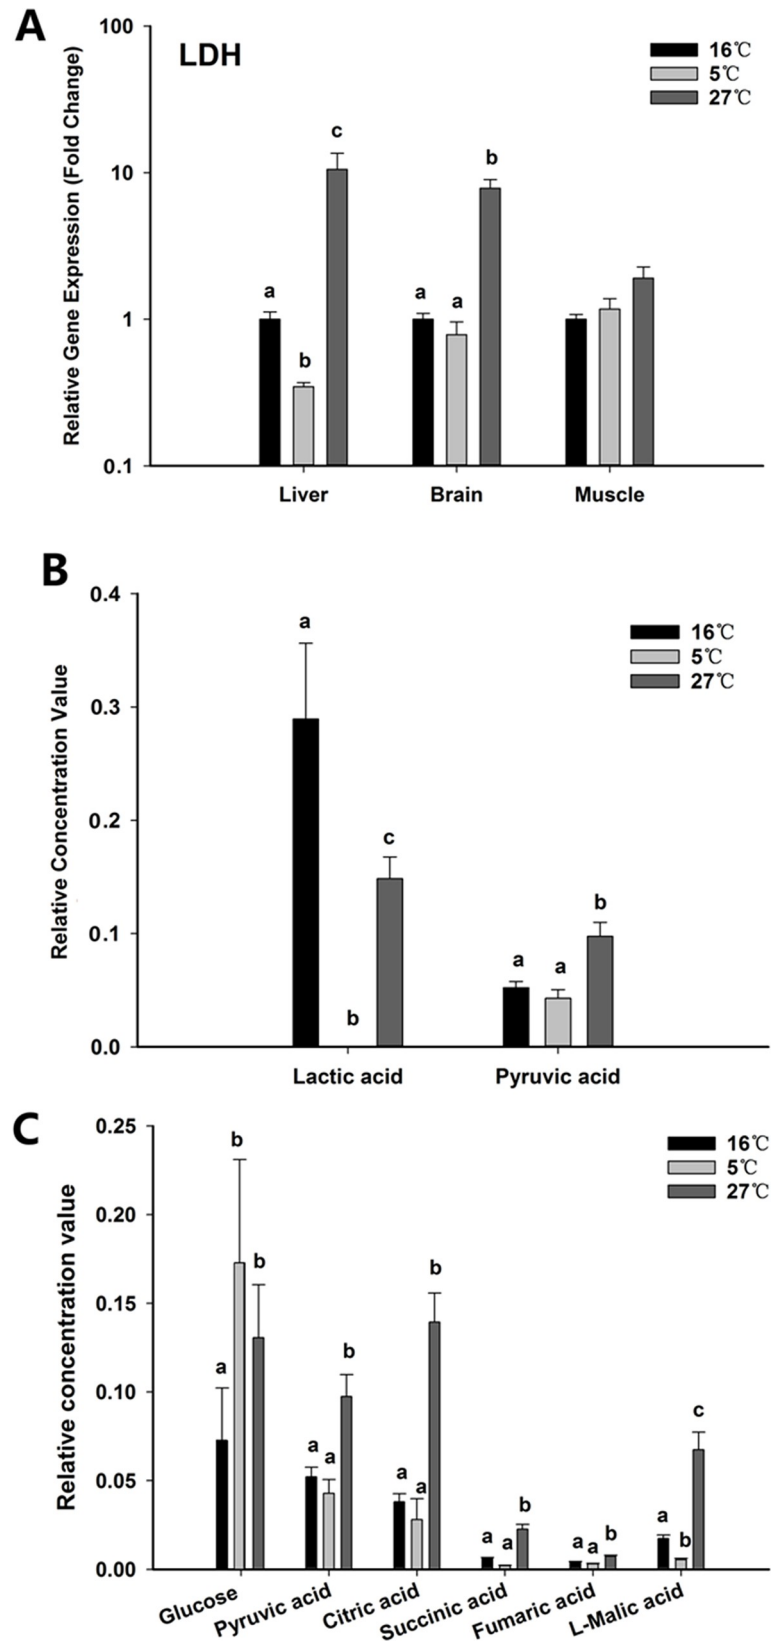 A
LDH
16℃
5℃
27℃
Relative Gene Expression (Fold Change)
100
10
1
0.1
a
b
c
a
a
b
Liver
Brain
Muscle
B
16℃
5℃
27℃
Relative Concentration Value
0.4
0.3
0.2
0.1
0.0
a
b
c
a
a
b
Lactic acid
Pyruvic acid
C
16℃
5℃
27℃
Relative concentration value
0.25
0.20
0.15
0.10
0.05
0.00
a
b
b
a
a
b
a
a
b
a
a
b
a
a
b
a
b
c
Glucose
Pyruvic acid
Citric acid
Succinic acid
Fumaric acid
L-Malic acid